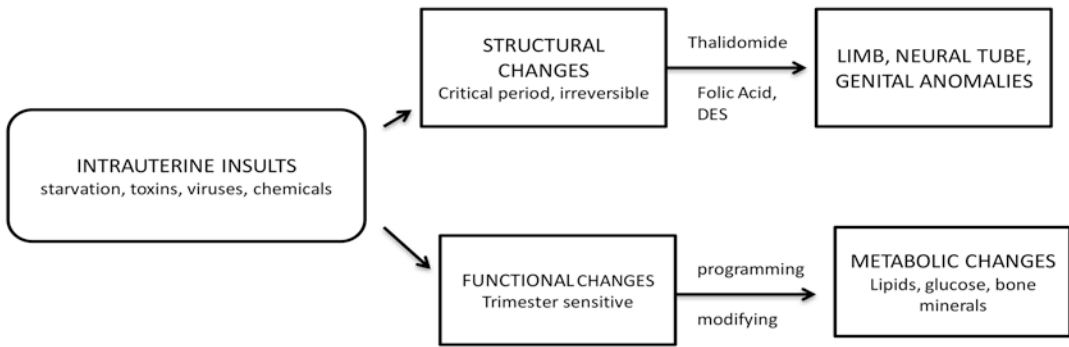 INTRAUTERINE INSULTS
starvation, toxins, viruses, chemicals
STRUCTURAL
CHANGES
Critical period, irreversible
Thalidomide
Folic Acid,
DES
LIMB, NEURAL TUBE,
GENITAL ANOMALIES
FUNCTIONAL CHANGES
Trimester sensitive
programming
modifying
METABOLIC CHANGES
Lipids, glucose, bone
minerals